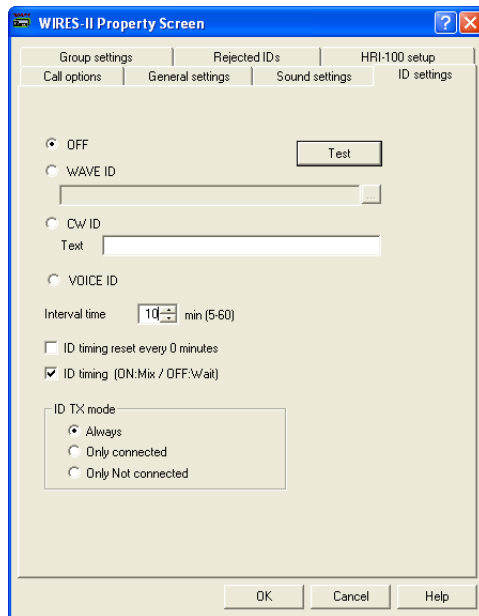 WIRES-II Property Screen
Group settings Rejected IDs HRI-100 setup
Call options General settings Sound settings ID settings
OFF
Test
WAVE ID
...
CW ID
Text
VOICE ID
Interval time 10 min (5-60)
ID timing reset every 0 minutes
ID timing (ON:Mix / OFF:Wait)
ID TX mode
Always
Only connected
Only Not connected
OK Cancel Help